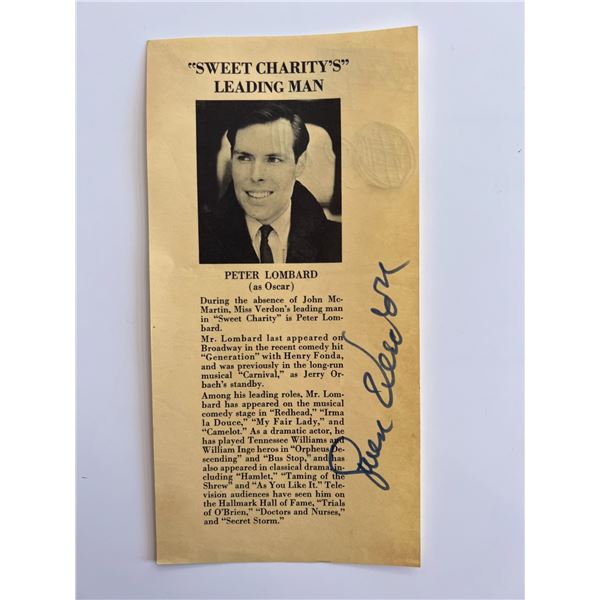 “SWEET CHARITY’S”
LEADING MAN
PETER LOMBARD
(as Oscar)
During the absence of John Mc-
Martin, Miss Verdon’s leading man
in “Sweet Charity” is Peter Lom-
bard.
Mr. Lombard last appeared on
Broadway in the recent comedy hit
“Generation” with Henry Fonda,
and was previously in the long-run
musical “Carnival,” as Jerry Or-
bach’s standby.
Among his leading roles, Mr. Lom-
bard has appeared on the musical
comedy stage in “Redhead,” “Irma
la Douce,” “My Fair Lady,” and
“Camelot.” As a dramatic actor, he
has played Tennessee Williams and
William Inge heroes in “Orpheus De-
scending” and “Bus Stop,” and has
also appeared in classical drama in-
cluding “Hamlet,” “Taming of the
Shrew” and “As You Like It.” Tele-
vision audiences have seen him on
the Hallmark Hall of Fame, “Trials
of O’Brien,” “Doctors and Nurses,”
and “Secret Storm.”
Gwen Verdon